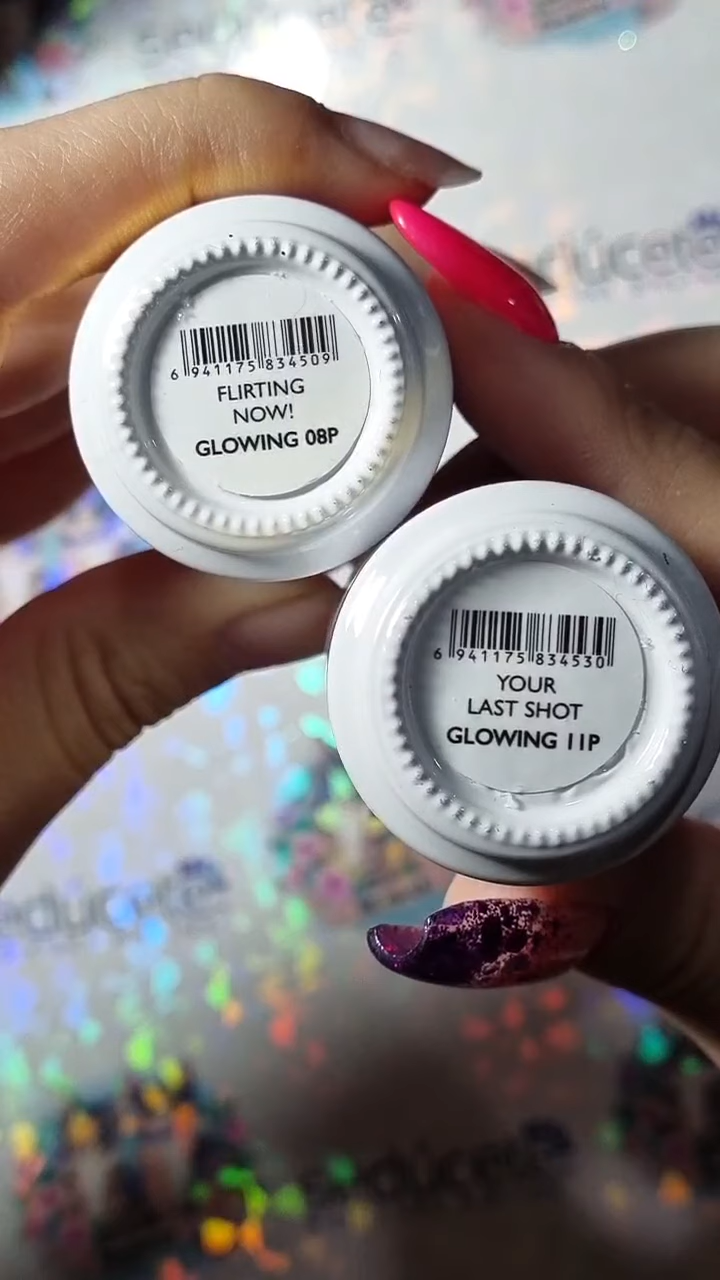 6 941175 834509
FLIRTING
NOW!
GLOWING 08P
6 941175 834530
YOUR
LAST SHOT
GLOWING 11P